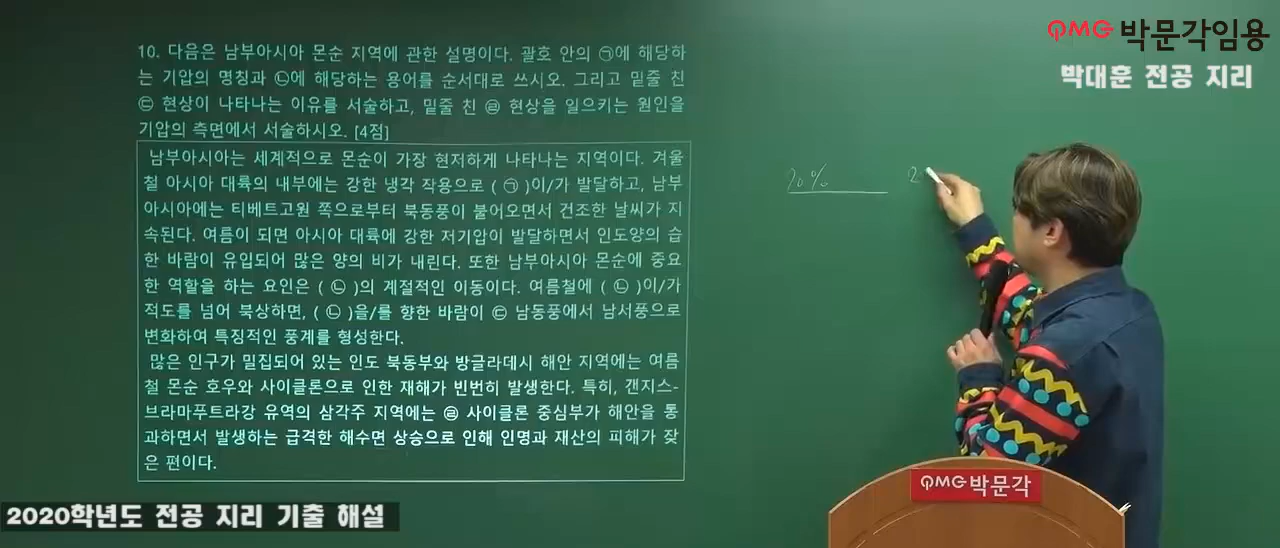 10. 다음은 남부아시아 몬순 지역에 관한 설명이다. 괄호 안의 ㉠에 해당하
는 기압의 명칭과 ㉡에 해당하는 용어를 순서대로 쓰시오. 그리고 밑줄 친
㉢ 현상이 나타나는 이유를 서술하고, 밑줄 친 ㉣ 현상을 일으키는 원인을
기압의 측면에서 서술하시오. [4점]
남부아시아는 세계적으로 몬순이 가장 현저하게 나타나는 지역이다. 겨울
철 아시아 대륙의 내부에는 강한 냉각 작용으로 ( ㉠ )이/가 발달하고, 남부
아시아에는 티베트고원 쪽으로부터 북동풍이 불어오면서 건조한 날씨가 지
속된다. 여름이 되면 아시아 대륙에 강한 저기압이 발달하면서 인도양의 습
한 바람이 유입되어 많은 양의 비가 내린다. 또한 남부아시아 몬순에 중요
한 역할을 하는 요인은 ( ㉡ )의 계절적인 이동이다. 여름철에 ( ㉡ )이/가
적도를 넘어 북상하면, ( ㉡ )을/를 향한 바람이 ㉢ 남동풍에서 남서풍으로
변화하여 특징적인 풍계를 형성한다.
많은 인구가 밀집되어 있는 인도 북동부와 방글라데시 해안 지역에는 여름
철 몬순 호우와 사이클론으로 인한 재해가 빈번히 발생한다. 특히, 갠지스-
브라마푸트라강 유역의 삼각주 지역에는 ㉣ 사이클론 중심부가 해안을 통
과하면서 발생하는 급격한 해수면 상승으로 인해 인명과 재산의 피해가 잦
은 편이다.
PMG 박문각임용
박대훈 전공 지리
PMG 박문각
2020학년도 전공 지리 기출 해설